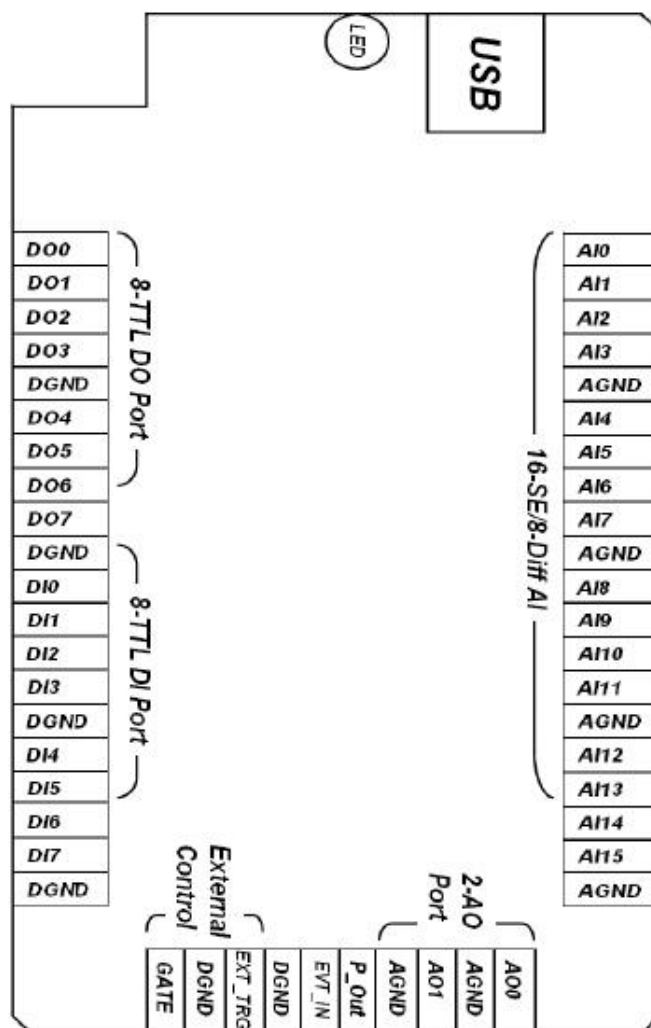 LED
USB
DO0
DO1
DO2
DO3
DGND
DO4
DO5
DO6
DO7
DGND
DI0
DI1
DI2
DI3
DGND
DI4
DI5
DI6
DI7
DGND
8-TTL DO Port
8-TTL DI Port
16-SE/8-Diff AI
AI0
AI1
AI2
AI3
AGND
AI4
AI5
AI6
AI7
AGND
AI8
AI9
AI10
AI11
AGND
AI12
AI13
AI14
AI15
AGND
External
Control
2-AO
Port
GATE
DGND
EXT_TRG
DGND
EVT_IN
P_Out
AGND
AO1
AGND
AO0